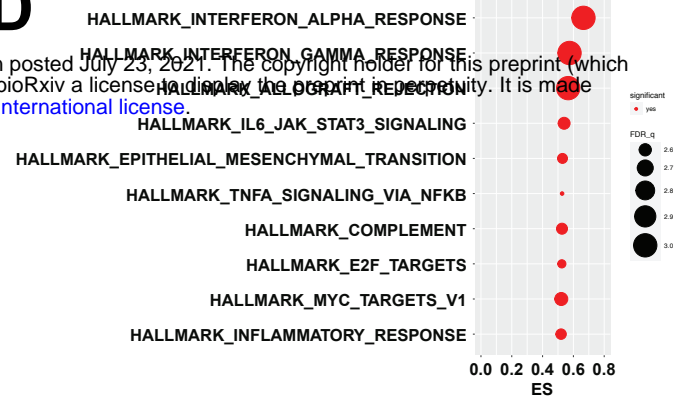 D
HALLMARK_INTERFERON_ALPHA_RESPONSE
HALLMARK_INTERFERON_GAMMA_RESPONSE
n posted July 23, 2021. The copyright holder for this preprint (which
bioRxiv a license to display the preprint in perpetuity. It is made
HALLMARK_ALLOGRAFT_REJECTION
nternational license.
HALLMARK_IL6_JAK_STAT3_SIGNALING
HALLMARK_EPITHELIAL_MESENCHYMAL_TRANSITION
HALLMARK_TNFA_SIGNALING_VIA_NFKB
HALLMARK_COMPLEMENT
HALLMARK_E2F_TARGETS
HALLMARK_MYC_TARGETS_V1
HALLMARK_INFLAMMATORY_RESPONSE
0.0 0.2 0.4 0.6 0.8
ES
significant
yes
FDR_q
2.6
2.7
2.8
2.9
3.0